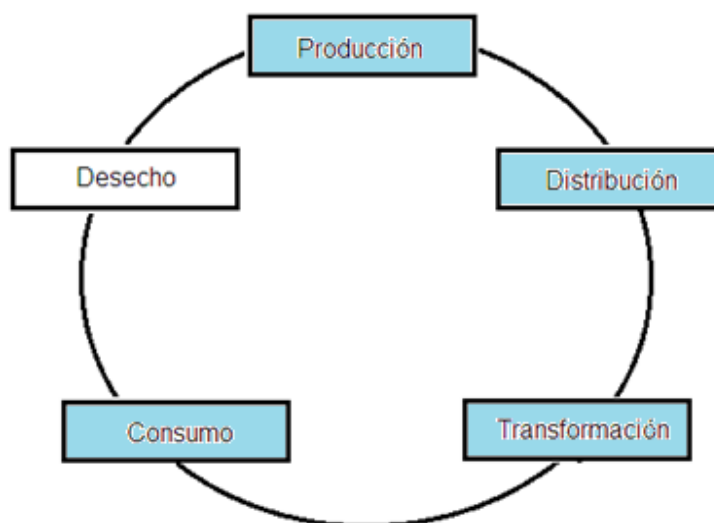 Producción
Desecho
Distribución
Consumo
Transformación